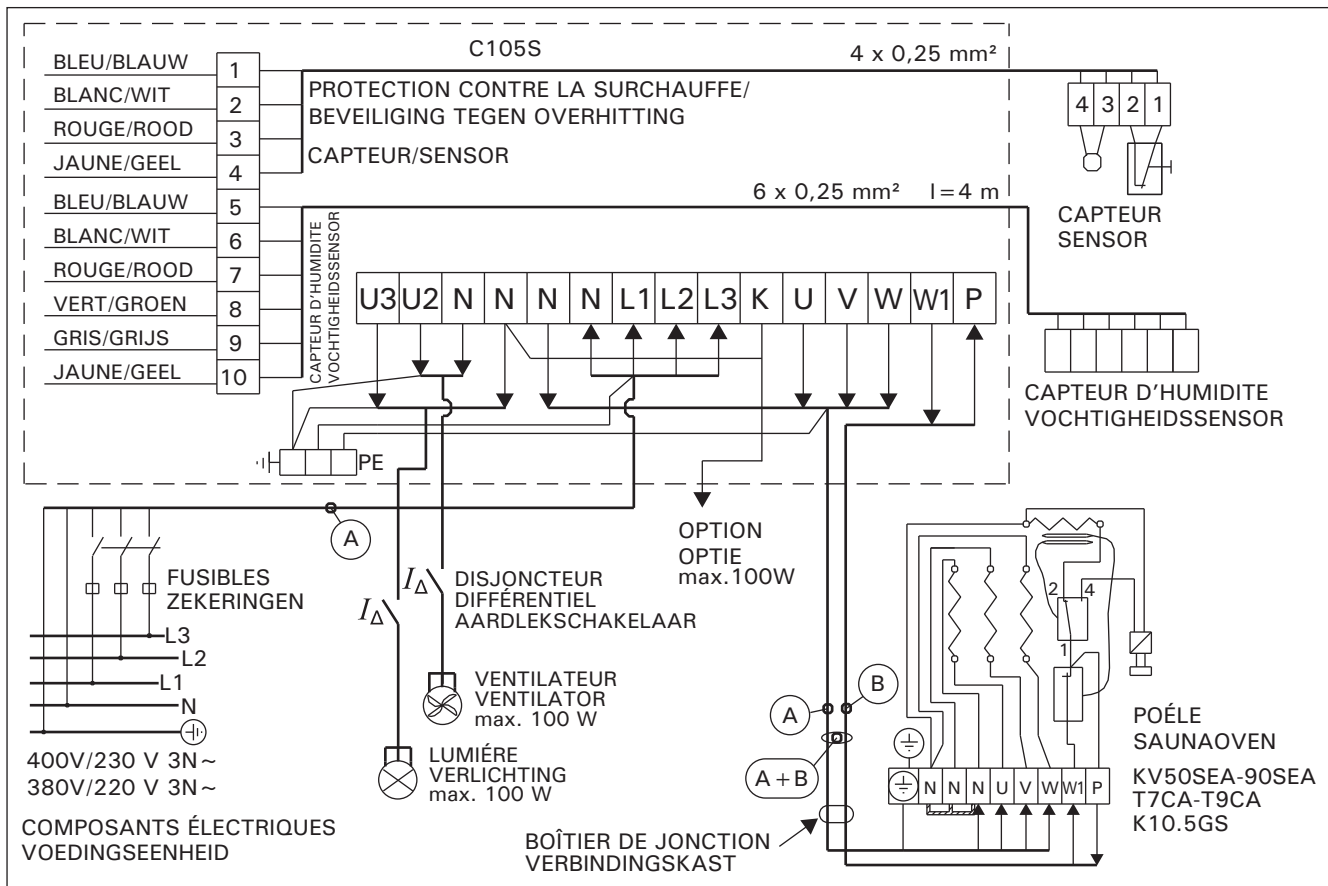 C105S
BLEU/BLAUW 1
BLANC/WIT 2
ROUGE/ROOD 3
JAUNE/GEEL 4
BLEU/BLAUW 5
BLANC/WIT 6
ROUGE/ROOD 7
VERT/GROEN 8
GRIS/GRIJS 9
JAUNE/GEEL 10
PROTECTION CONTRE LA SURCHAUFFE/
BEVEILIGING TEGEN OVERHITTING
CAPTEUR/SENSOR
CAPTEUR D'HUMIDITE
VOCHTIGHEIDSSENSOR
4 x 0,25 mm²
4 3 2 1
CAPTEUR
SENSOR
6 x 0,25 mm² l=4 m
CAPTEUR D'HUMIDITE
VOCHTIGHEIDSSENSOR
U3 U2 N N N N L1 L2 L3 K U V W W1 P
PE
A
FUSIBLES
ZEKERINGEN
L3
L2
L1
N
400V/230 V 3N~
380V/220 V 3N~
COMPOSANTS ÉLECTRIQUES
VOEDINGSEENHEID
IΔ
IΔ
DISJONCTEUR
DIFFÉRENTIEL
AARDLEKSCHAKELAAR
VENTILATEUR
VENTILATOR
max. 100 W
LUMIÉRE
VERLICHTING
max. 100 W
OPTION
OPTIE
max.100W
A
B
A+B
BOÎTIER DE JONCTION
VERBINDINGSKAST
2 4
1
N N N U V W W1 P
POÉLE
SAUNAOVEN
KV50SEA-90SEA
T7CA-T9CA
K10.5GS